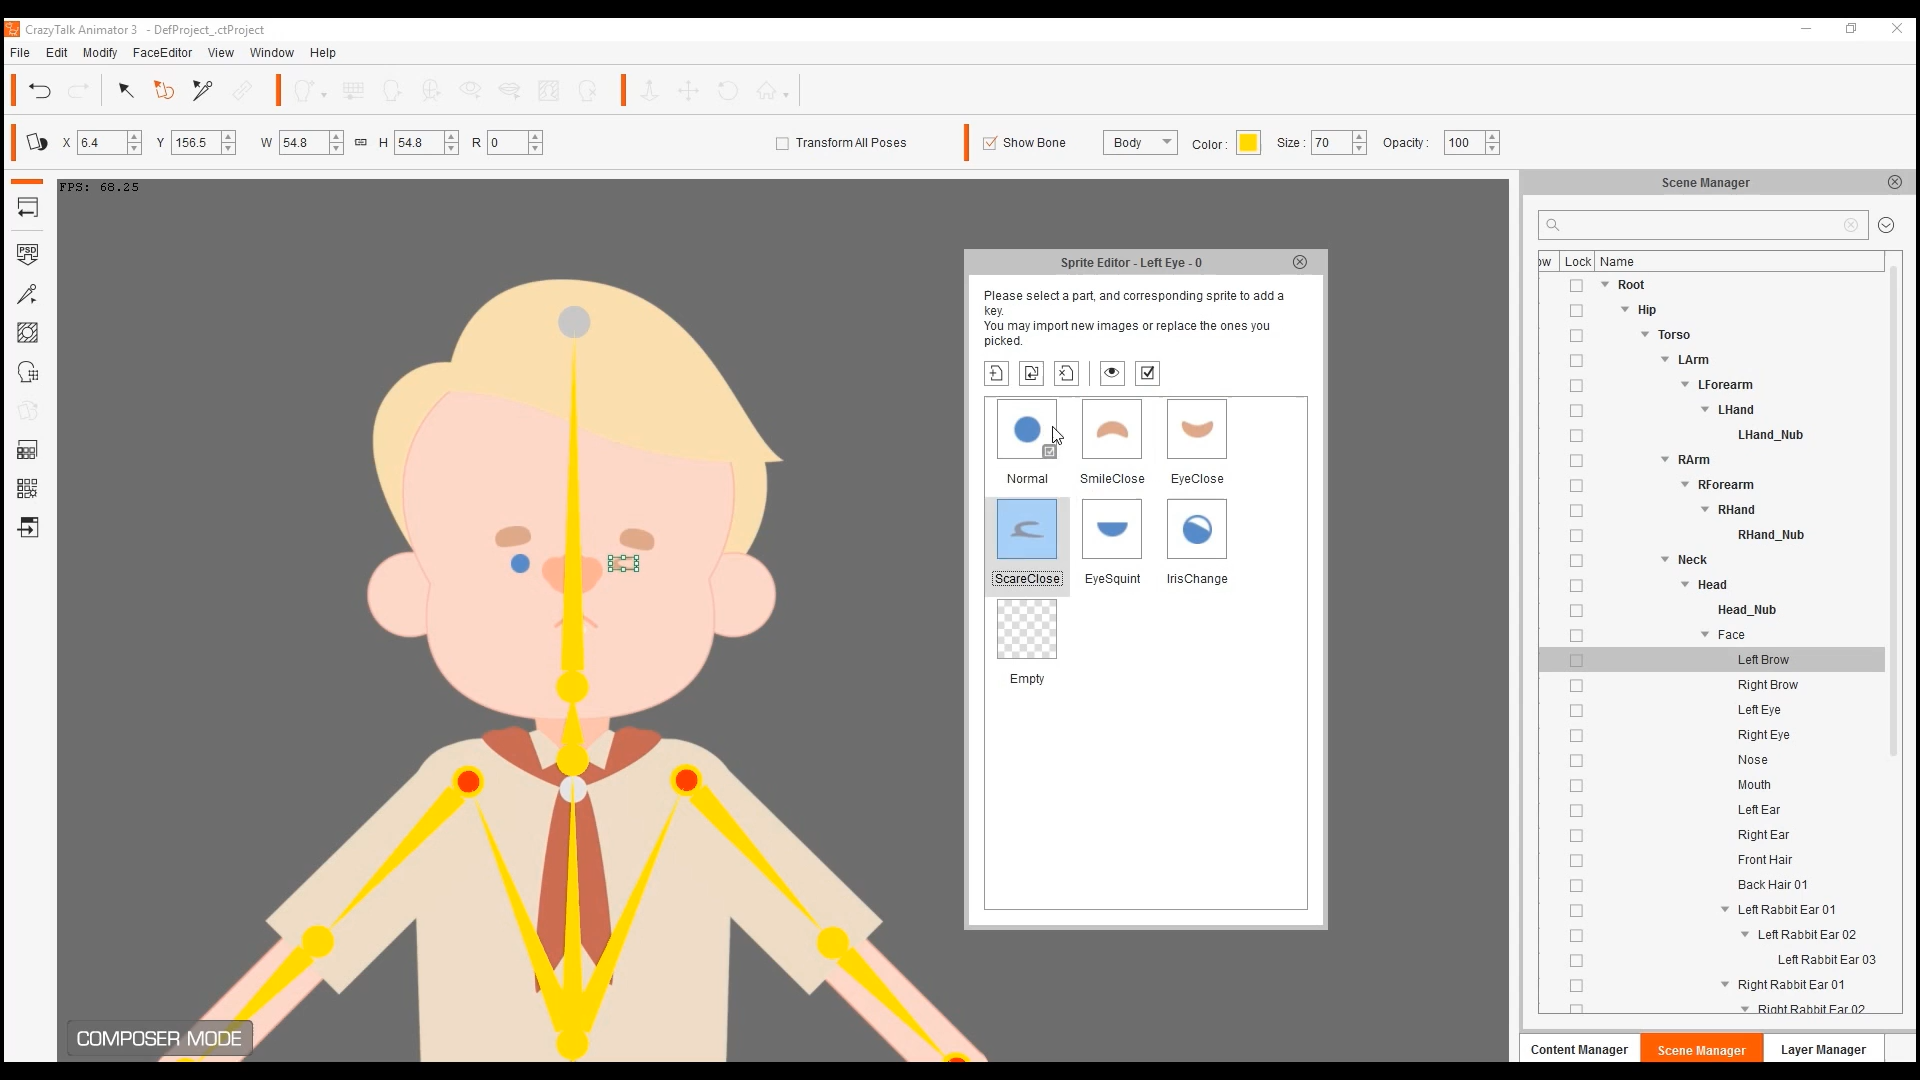 CrazyTalk Animator 3 - DefProject_.ctProject
File Edit Modify FaceEditor View Window Help
X 6.4 Y 156.5 W 54.8 H 54.8 R 0 Transform All Poses Show Bone Body Color : Size : 70 Opacity : 100
FPS: 68.25
Scene Manager
PSD
Sprite Editor - Left Eye - 0
Please select a part, and corresponding sprite to add a
key.
You may import new images or replace the ones you
picked.
Normal SmileClose EyeClose
ScareClose EyeSquint IrisChange
Empty
ow Lock Name
Root
Hip
Torso
LArm
LForearm
LHand
LHand_Nub
RArm
RForearm
RHand
RHand_Nub
Neck
Head
Head_Nub
Face
Left Brow
Right Brow
Left Eye
Right Eye
Nose
Mouth
Left Ear
Right Ear
Front Hair
Back Hair 01
Left Rabbit Ear 01
Left Rabbit Ear 02
Left Rabbit Ear 03
Right Rabbit Ear 01
Right Rabbit Ear 02
COMPOSER MODE
Content Manager Scene Manager Layer Manager